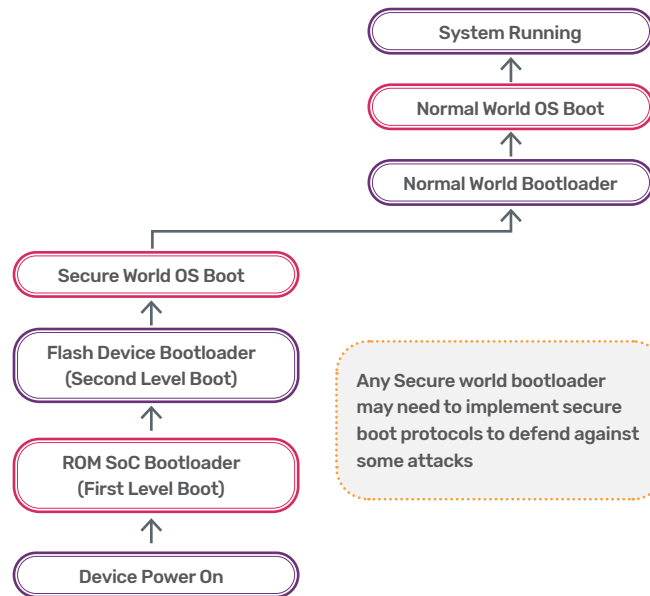 System Running
Normal World OS Boot
Normal World Bootloader
Secure World OS Boot
Flash Device Bootloader
(Second Level Boot)
Any Secure world bootloader
may need to implement secure
boot protocols to defend against
some attacks
ROM SoC Bootloader
(First Level Boot)
Device Power On